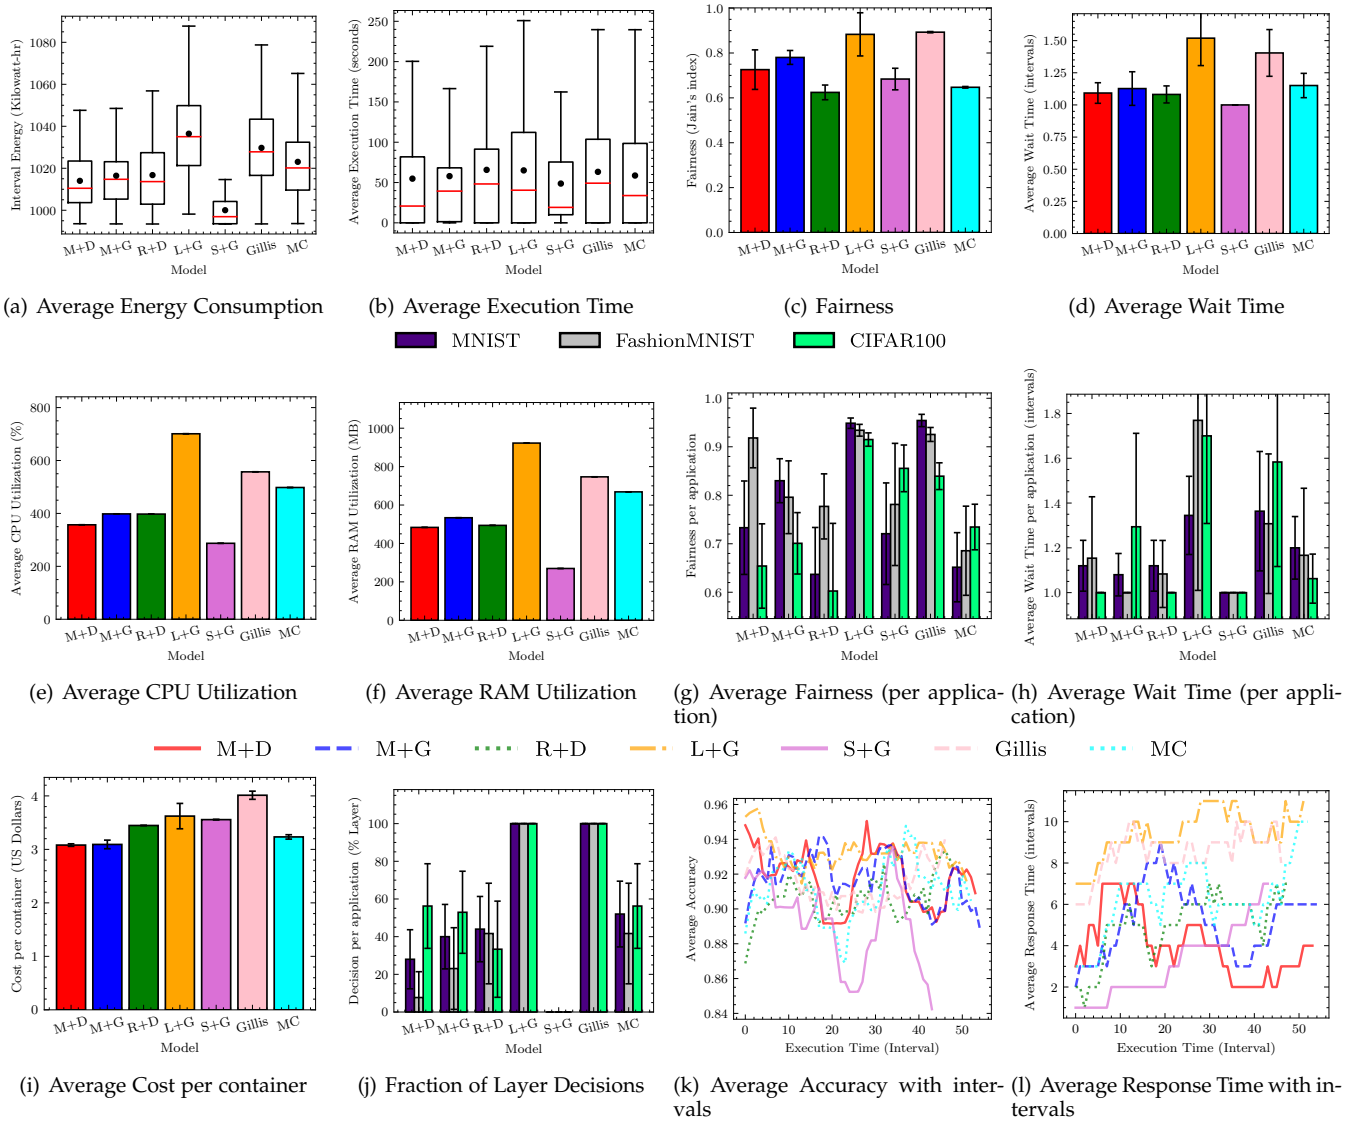 Interval Energy (Kilowatt-hr)
1080
1060
1040
1020
1000
M+D M+G R+D L+G S+G Gillis MC
Model
(a) Average Energy Consumption
Average Execution Time (seconds)
250
200
150
100
50
0
M+D M+G R+D L+G S+G Gillis MC
Model
(b) Average Execution Time
Fairness (Jain's index)
1.0
0.8
0.6
0.4
0.2
0.0
M+D M+G R+D L+G S+G Gillis MC
Model
(c) Fairness
Average Wait Time (intervals)
1.50
1.25
1.00
0.75
0.50
0.25
0.00
M+D M+G R+D L+G S+G Gillis MC
Model
(d) Average Wait Time
MNIST FashionMNIST CIFAR100
Average CPU Utilization (%)
800
600
400
200
0
M+D M+G R+D L+G S+G Gillis MC
Model
(e) Average CPU Utilization
Average RAM Utilization (MB)
1000
800
600
400
200
0
M+D M+G R+D L+G S+G Gillis MC
Model
(f) Average RAM Utilization
Fairness per application
1.0
0.9
0.8
0.7
0.6
M+D M+G R+D L+G S+G Gillis MC
Model
(g) Average Fairness (per applica-
tion)
Average Wait Time per application (intervals)
1.8
1.6
1.4
1.2
1.0
M+D M+G R+D L+G S+G Gillis MC
Model
(h) Average Wait Time (per appli-
cation)
M+D M+G R+D L+G S+G Gillis MC
Cost per container (US Dollars)
4
3
2
1
0
M+D M+G R+D L+G S+G Gillis MC
Model
(i) Average Cost per container
Decision per application (% Layer)
100
80
60
40
20
0
M+D M+G R+D L+G S+G Gillis MC
Model
(j) Fraction of Layer Decisions
Average Accuracy
0.96
0.94
0.92
0.90
0.88
0.86
0.84
0 10 20 30 40 50
Execution Time (Interval)
(k) Average Accuracy with inter-
vals
Average Response Time (intervals)
10
8
6
4
2
0 10 20 30 40 50
Execution Time (Interval)
(l) Average Response Time with in-
tervals